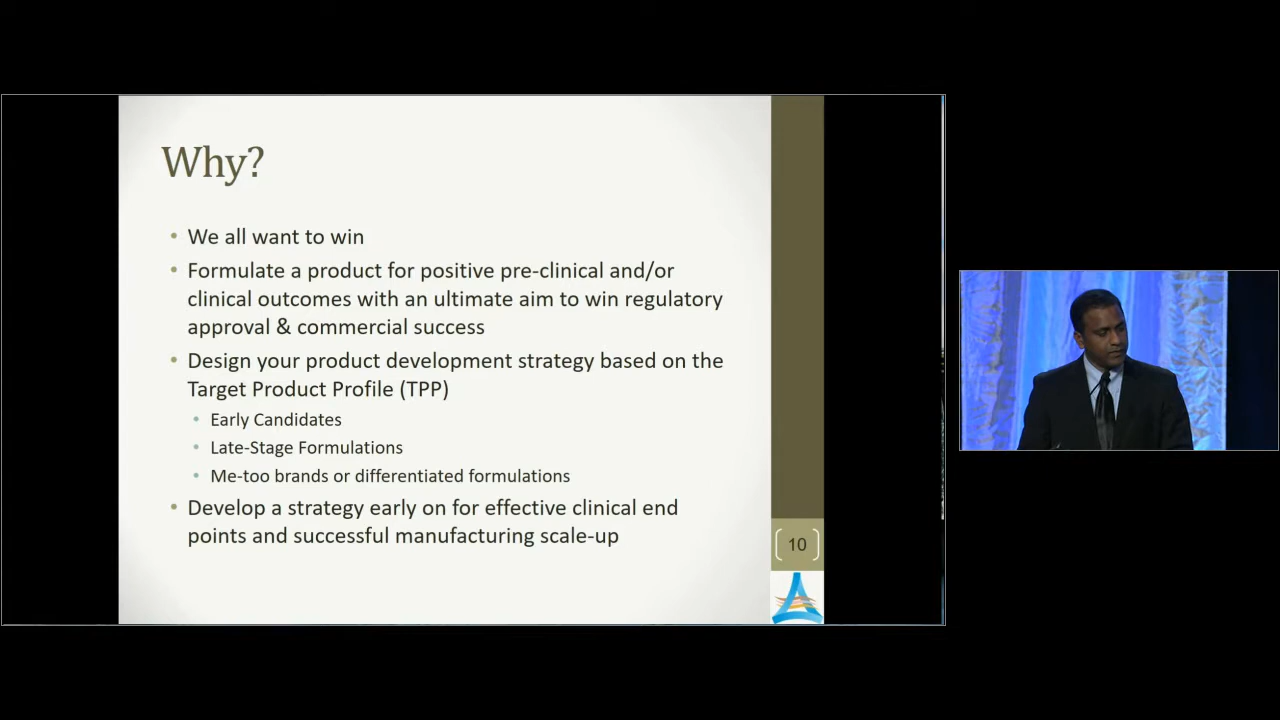 Why?
• We all want to win
• Formulate a product for positive pre-clinical and/or
clinical outcomes with an ultimate aim to win regulatory
approval & commercial success
• Design your product development strategy based on the
Target Product Profile (TPP)
• Early Candidates
• Late-Stage Formulations
• Me-too brands or differentiated formulations
• Develop a strategy early on for effective clinical end
points and successful manufacturing scale-up
10